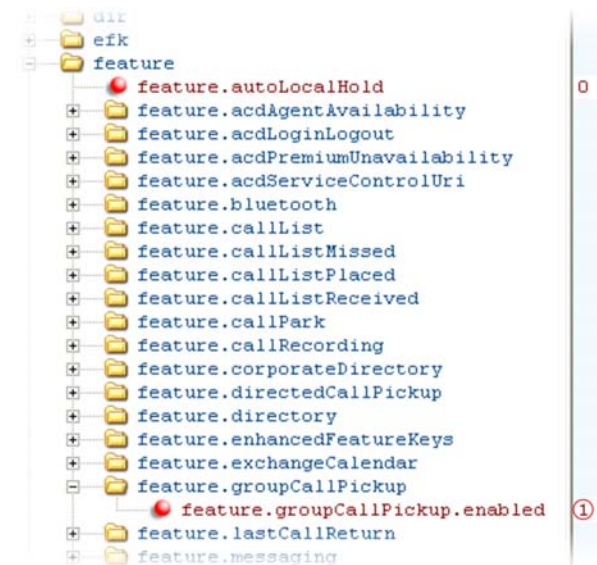 dir
efk
feature
feature.autoLocalHold 0
feature.acdAgentAvailability
feature.acdLoginLogout
feature.acdPremiumUnavailability
feature.acdServiceControlUri
feature.bluetooth
feature.callList
feature.callListMissed
feature.callListPlaced
feature.callListReceived
feature.callPark
feature.callRecording
feature.corporateDirectory
feature.directedCallPickup
feature.directory
feature.enhancedFeatureKeys
feature.exchangeCalendar
feature.groupCallPickup
feature.groupCallPickup.enabled ①
feature.lastCallReturn
feature.messaging